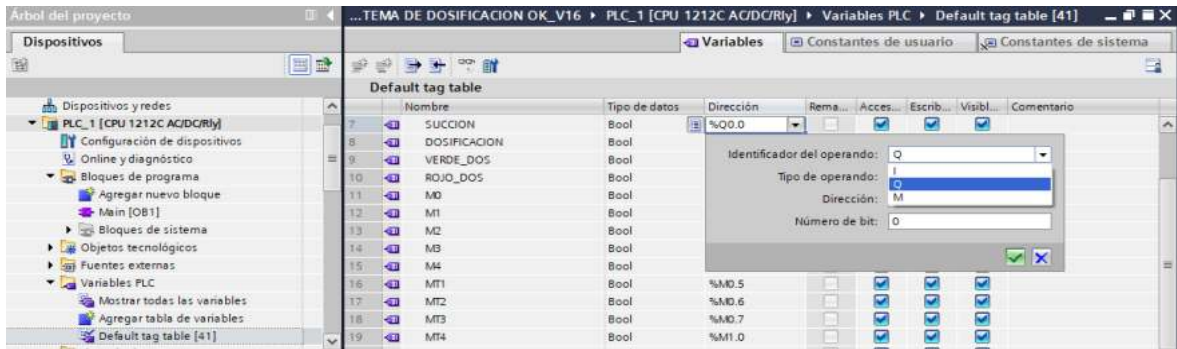 Árbol del proyecto
...TEMA DE DOSIFICACION OK_V16 ▸ PLC_1 [CPU 1212C AC/DC/Rly] ▸ Variables PLC ▸ Default tag table [41]
Dispositivos
Variables
Constantes de usuario
Constantes de sistema
Default tag table
Dispositivos y redes
PLC_1 [CPU 1212C AC/DC/Rly]
Configuración de dispositivos
Online y diagnóstico
Bloques de programa
Agregar nuevo bloque
Main [OB1]
Bloques de sistema
Objetos tecnológicos
Fuentes externas
Variables PLC
Mostrar todas las variables
Agregar tabla de variables
Default tag table [41]
Nombre Tipo de datos Dirección Rema... Acces... Escrib... Visibl... Comentario
7 SUCCION Bool %Q0.0
8 DOSIFICACION Bool
9 VERDE_DOS Bool
10 ROJO_DOS Bool
11 M0 Bool
12 M1 Bool
13 M2 Bool
14 M3 Bool
15 M4 Bool
16 MT1 Bool %M0.5
17 MT2 Bool %M0.6
18 MT3 Bool %M0.7
19 MT4 Bool %M1.0
Identificador del operando: Q
I
Q
M
Tipo de operando:
Dirección:
Número de bit: 0